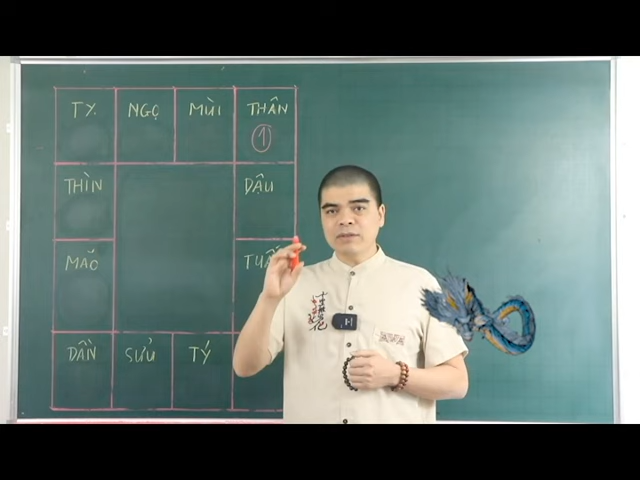 TỴ NGỌ MÙI THÂN
1
THÌN DẬU
MÃO
DẦN SỬU TÝ